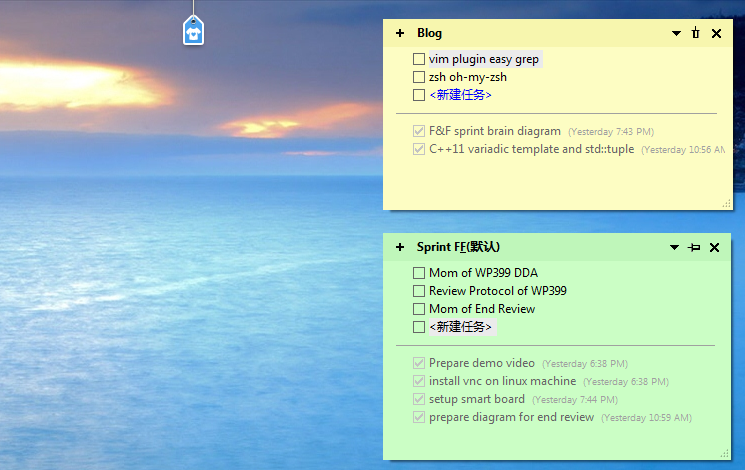 Blog
vim plugin easy grep
zsh oh-my-zsh
<新建任务>
F&F sprint brain diagram (Yesterday 7:43 PM)
C++11 variadic template and std::tuple (Yesterday 10:56 AM
Sprint FF(默认)
Mom of WP399 DDA
Review Protocol of WP399
Mom of End Review
<新建任务>
Prepare demo video (Yesterday 6:38 PM)
install vnc on linux machine (Yesterday 6:38 PM)
setup smart board (Yesterday 7:44 PM)
prepare diagram for end review (Yesterday 10:59 AM)